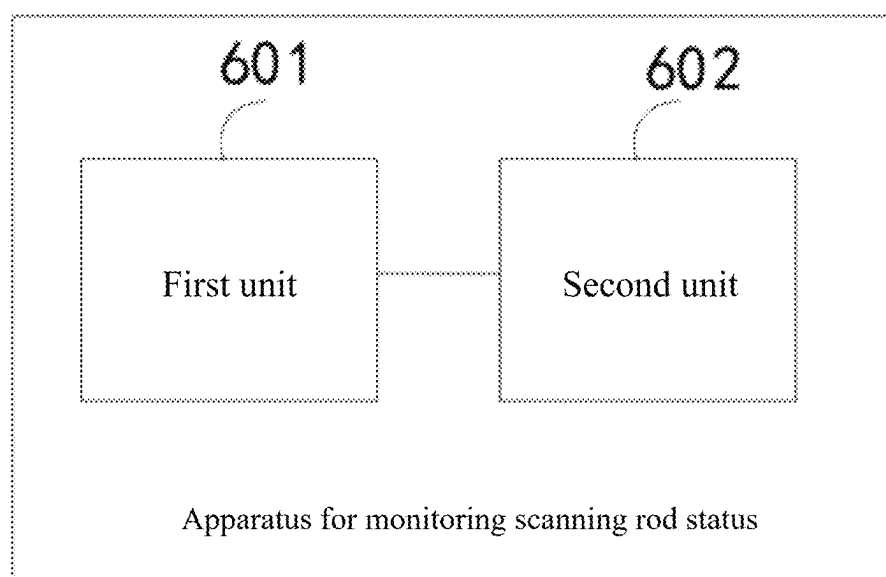 601 602
First unit Second unit
Apparatus for monitoring scanning rod status